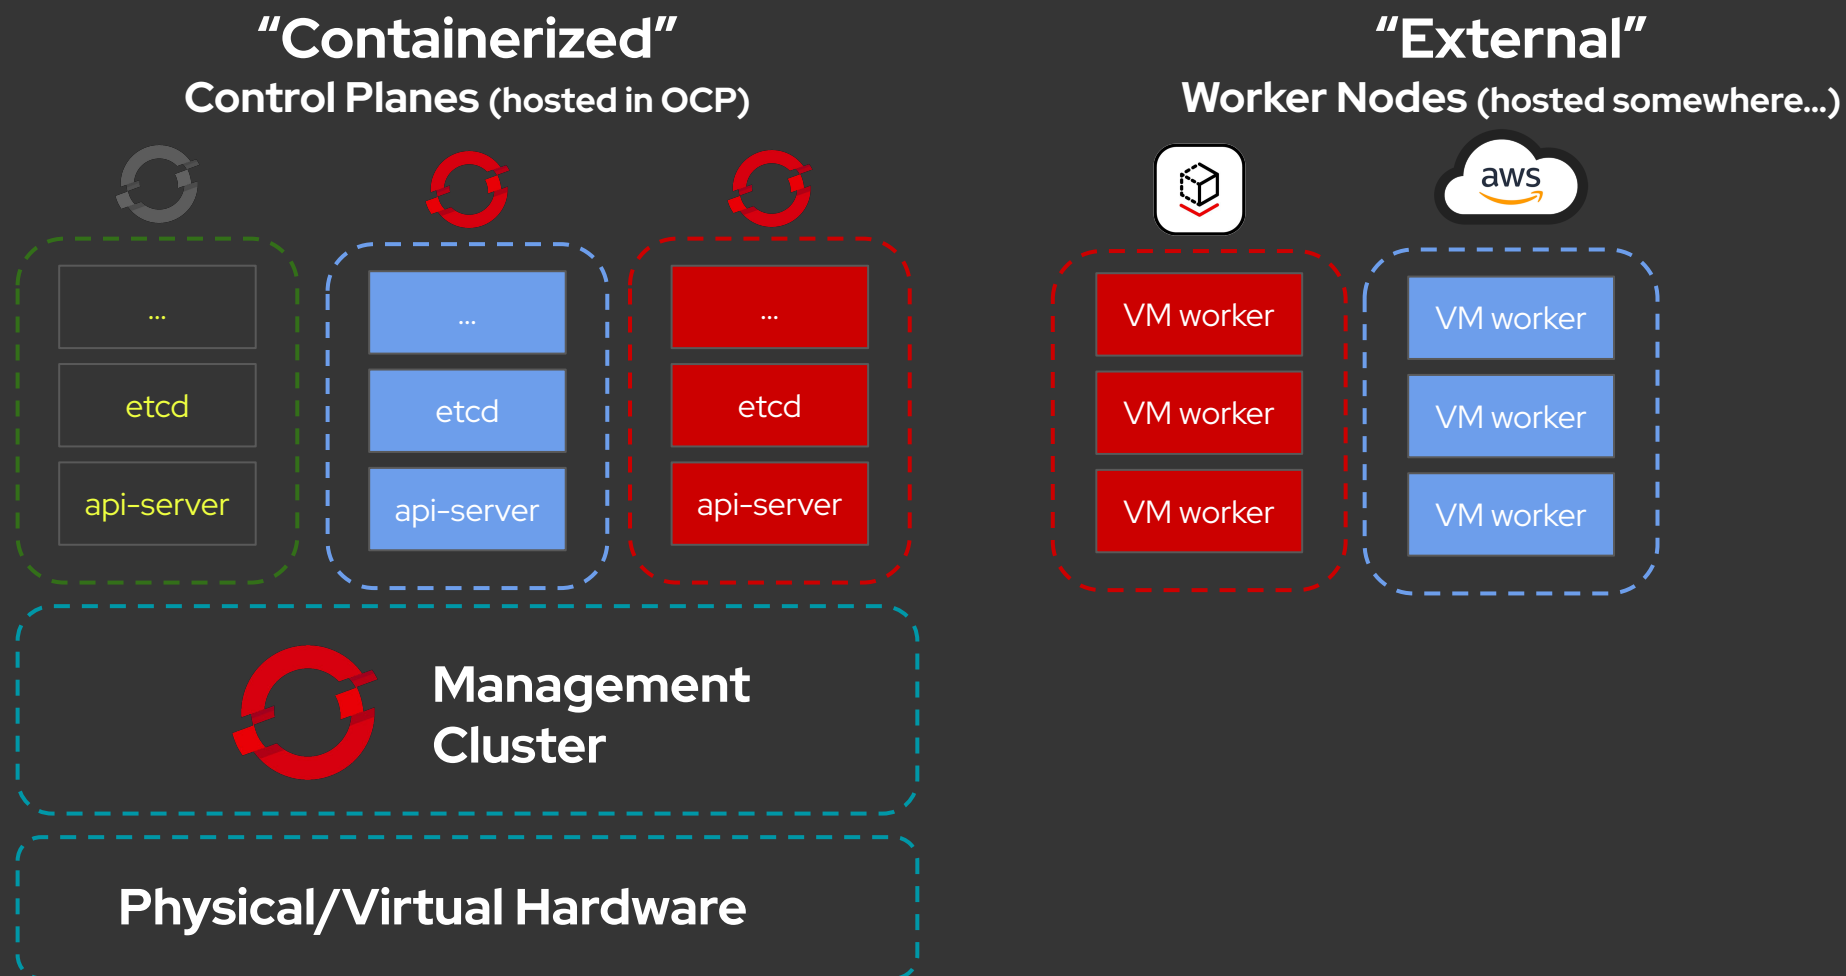 “Containerized”
Control Planes (hosted in OCP)
...
etcd
api-server
...
etcd
api-server
...
etcd
api-server
Management
Cluster
Physical/Virtual Hardware
“External”
Worker Nodes (hosted somewhere...)
aws
VM worker
VM worker
VM worker
VM worker
VM worker
VM worker